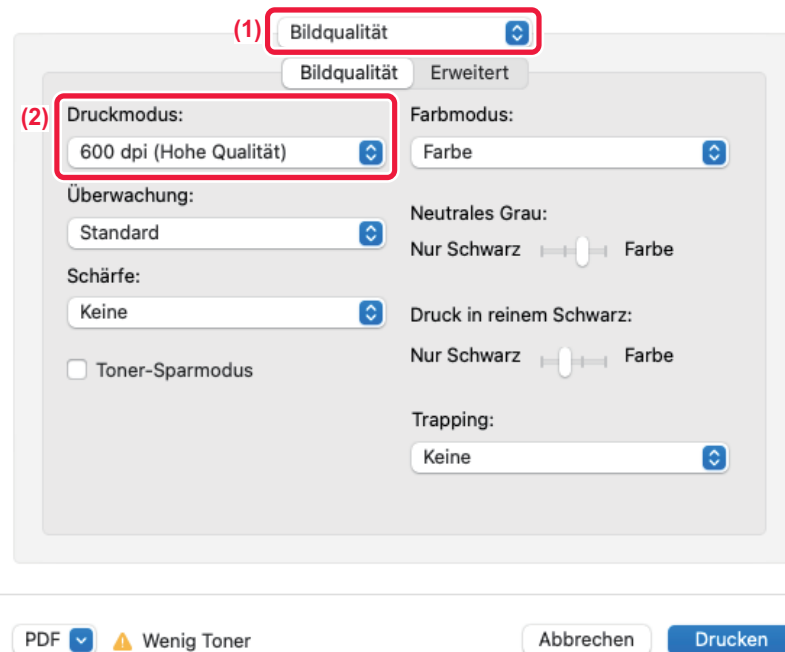 (1)
Bildqualität
Bildqualität Erweitert
(2)
Druckmodus:
600 dpi (Hohe Qualität)
Überwachung:
Standard
Schärfe:
Keine
Toner-Sparmodus
Farbmodus:
Farbe
Neutrales Grau:
Nur Schwarz Farbe
Druck in reinem Schwarz:
Nur Schwarz Farbe
Trapping:
Keine
PDF Wenig Toner Abbrechen Drucken